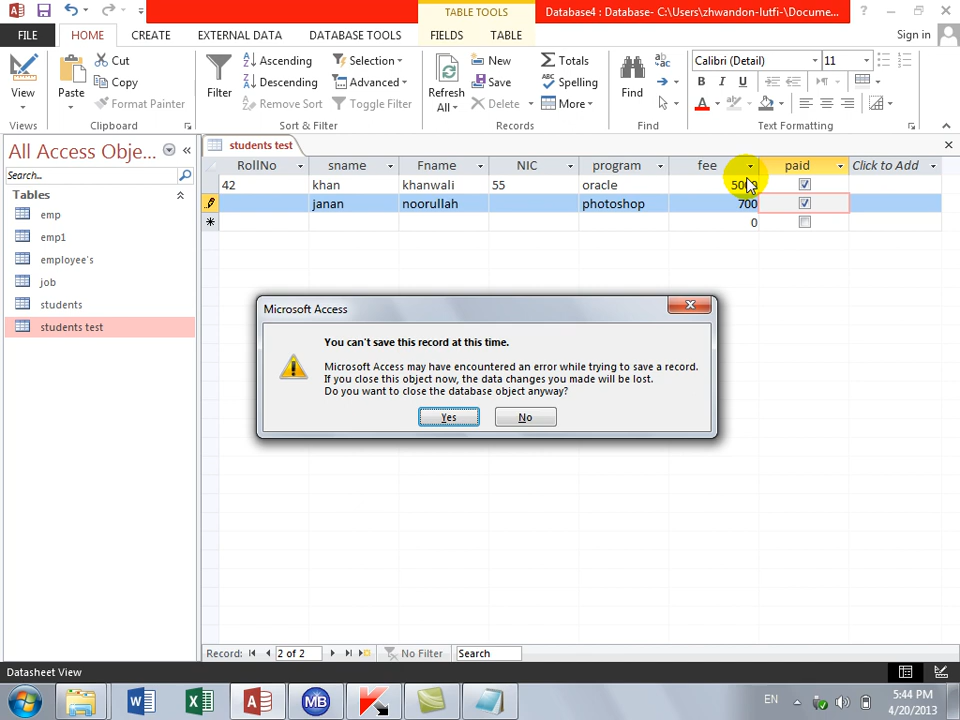 TABLE TOOLS
Database4 : Database- C:\Users\zhwandon-lutfi-\Docume...
FILE HOME CREATE EXTERNAL DATA DATABASE TOOLS FIELDS TABLE Sign in
View
Paste
Cut
Copy
Format Painter
Filter
Ascending
Descending
Remove Sort
Selection
Advanced
Toggle Filter
Refresh
All
New
Save
Delete
Totals
Spelling
More
Find
Calibri (Detail) 11
B I U
A
Views Clipboard Sort & Filter Records Find Text Formatting
All Access Obje...
Search...
Tables
emp
emp1
employee's
job
students
students test
students test
RollNo sname Fname NIC program fee paid Click to Add
42 khan khanwali 55 oracle
janan noorullah photoshop 700
0
Microsoft Access
You can't save this record at this time.
Microsoft Access may have encountered an error while trying to save a record.
If you close this object now, the data changes you made will be lost.
Do you want to close the database object anyway?
Yes No
Record: 2 of 2 No Filter Search
Datasheet View
EN
5:44 PM
4/20/2013